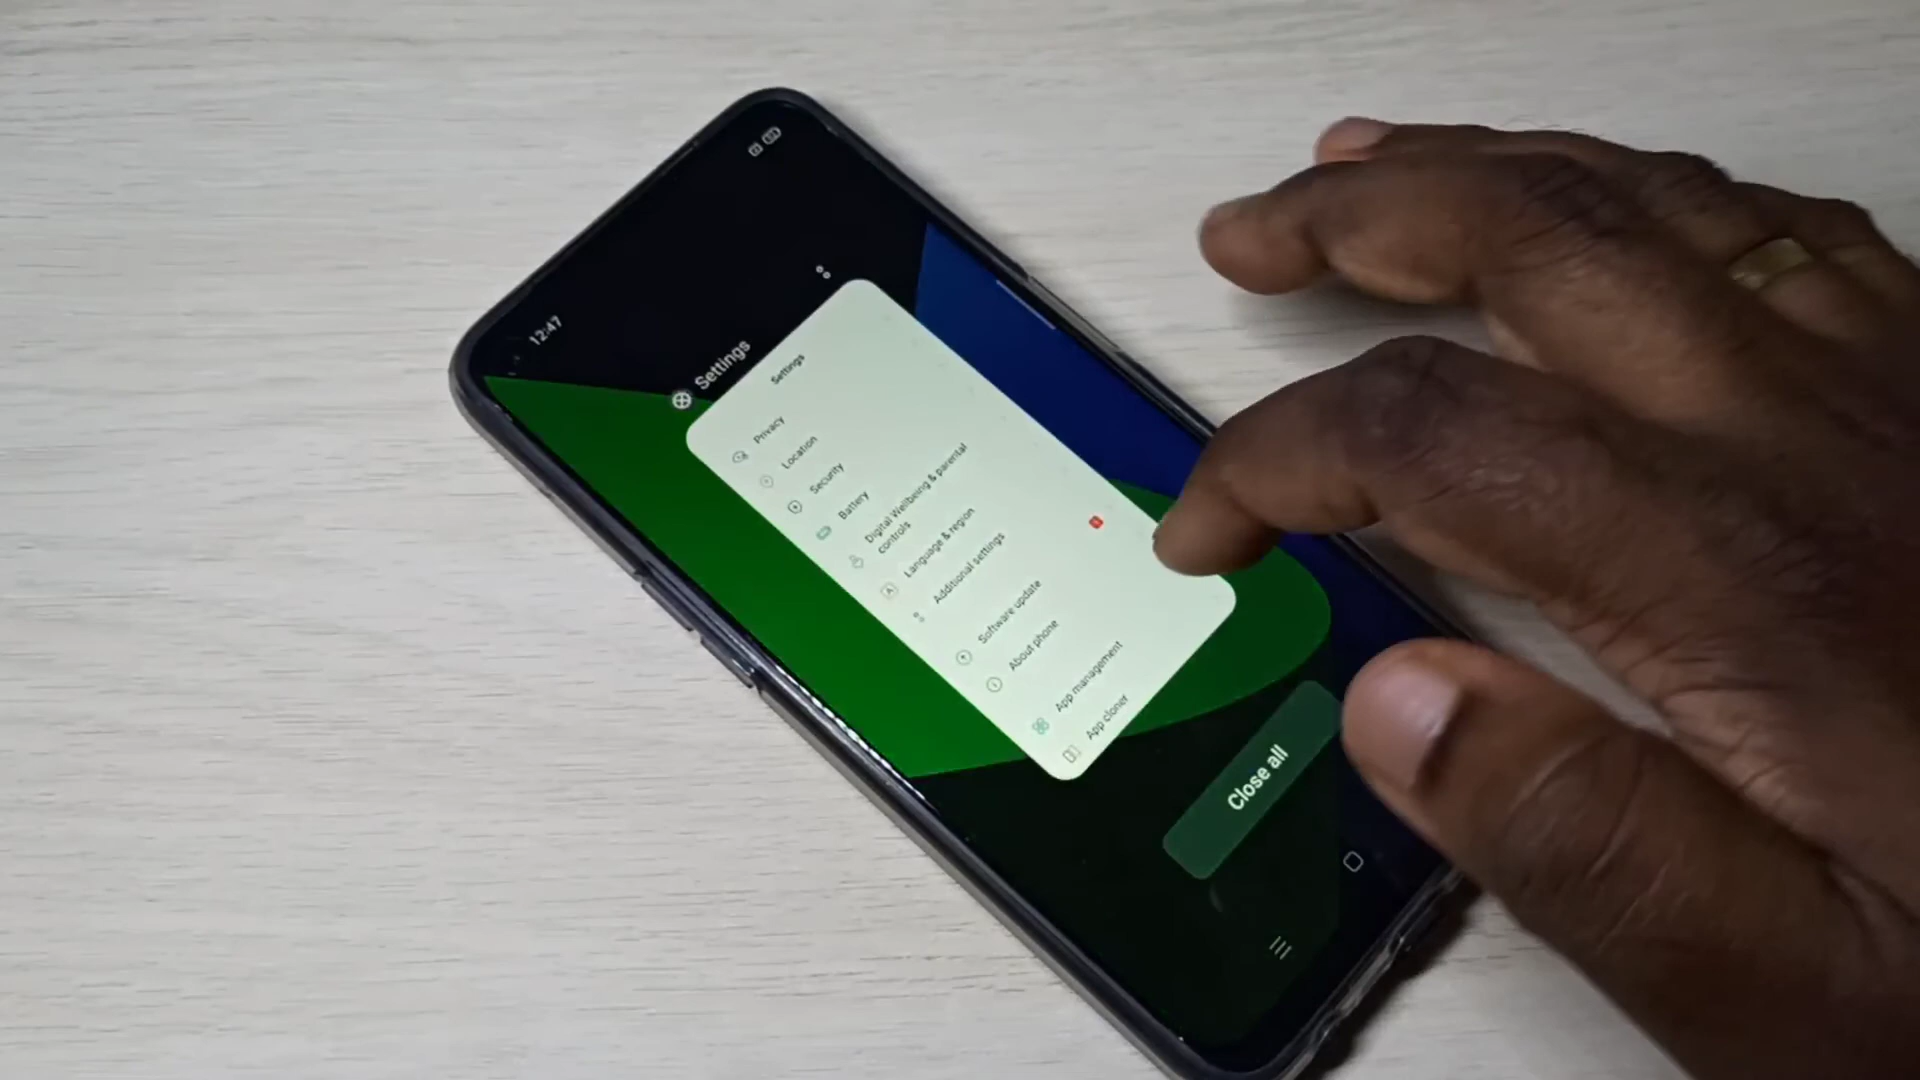 12:47
Settings
Settings
Privacy
Location
Security
Battery
Digital Wellbeing & parental
controls
Language & region
Additional settings
Software update
About phone
App management
App cloner
Close all